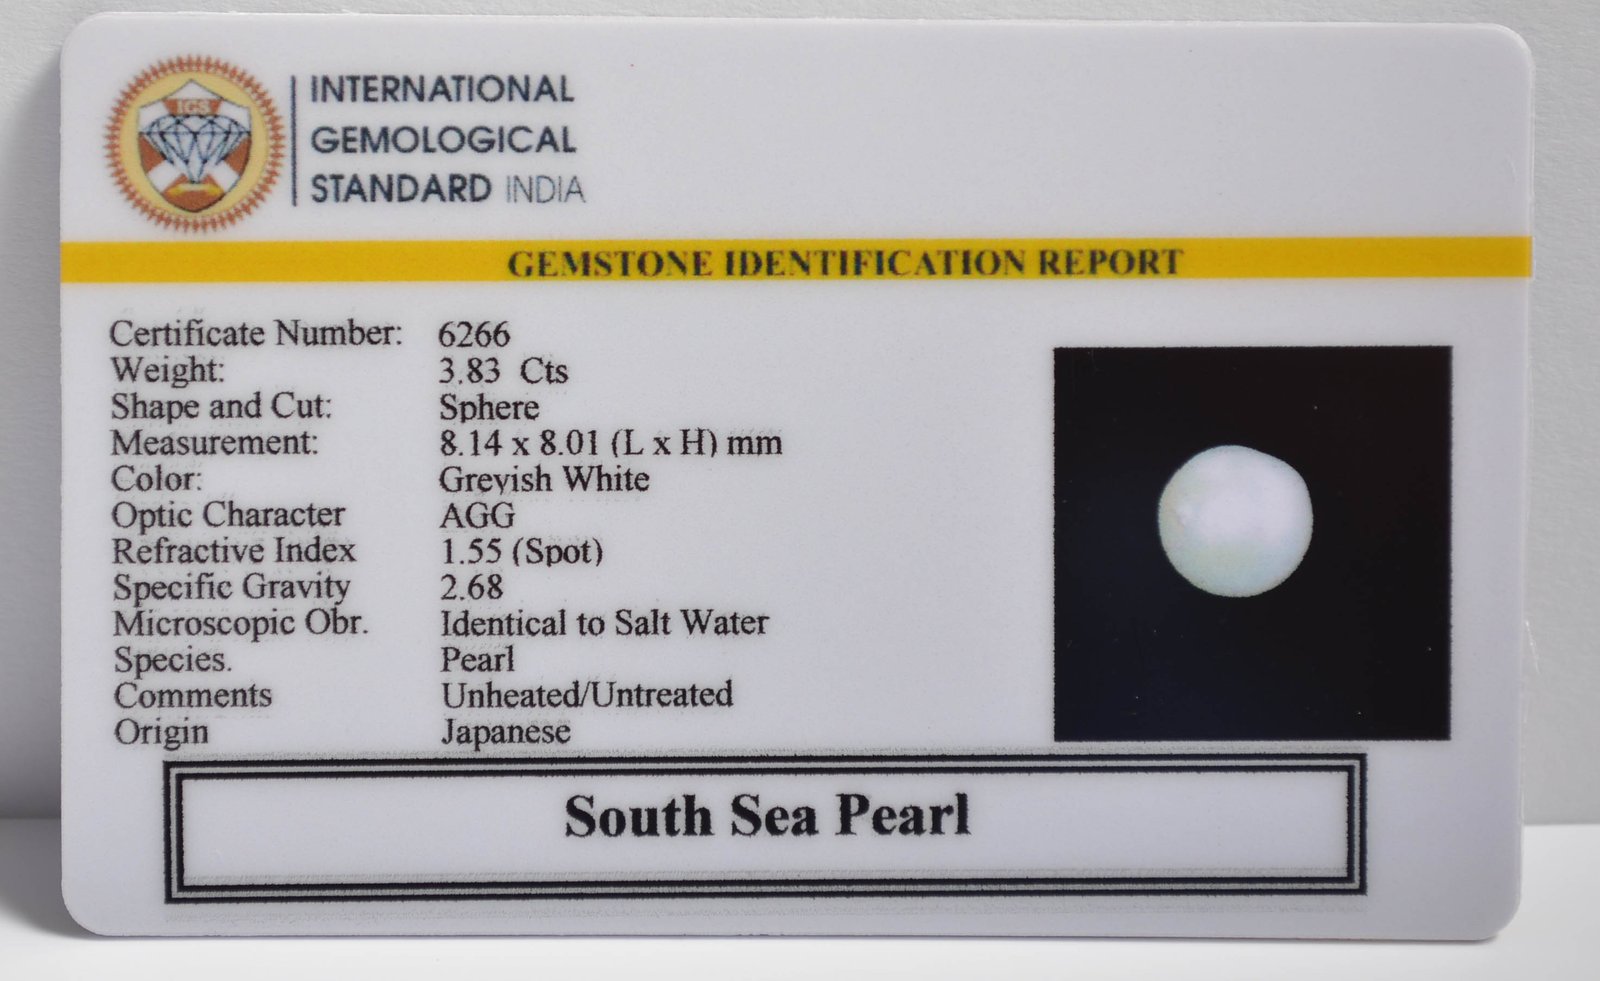 IGS
INTERNATIONAL
GEMOLOGICAL
STANDARD INDIA
GEMSTONE IDENTIFICATION REPORT
Certificate Number: 6266
Weight: 3.83 Cts
Shape and Cut: Sphere
Measurement: 8.14 x 8.01 (L x H) mm
Color: Greyish White
Optic Character AGG
Refractive Index 1.55 (Spot)
Specific Gravity 2.68
Microscopic Obr. Identical to Salt Water
Species. Pearl
Comments Unheated/Untreated
Origin Japanese
South Sea Pearl